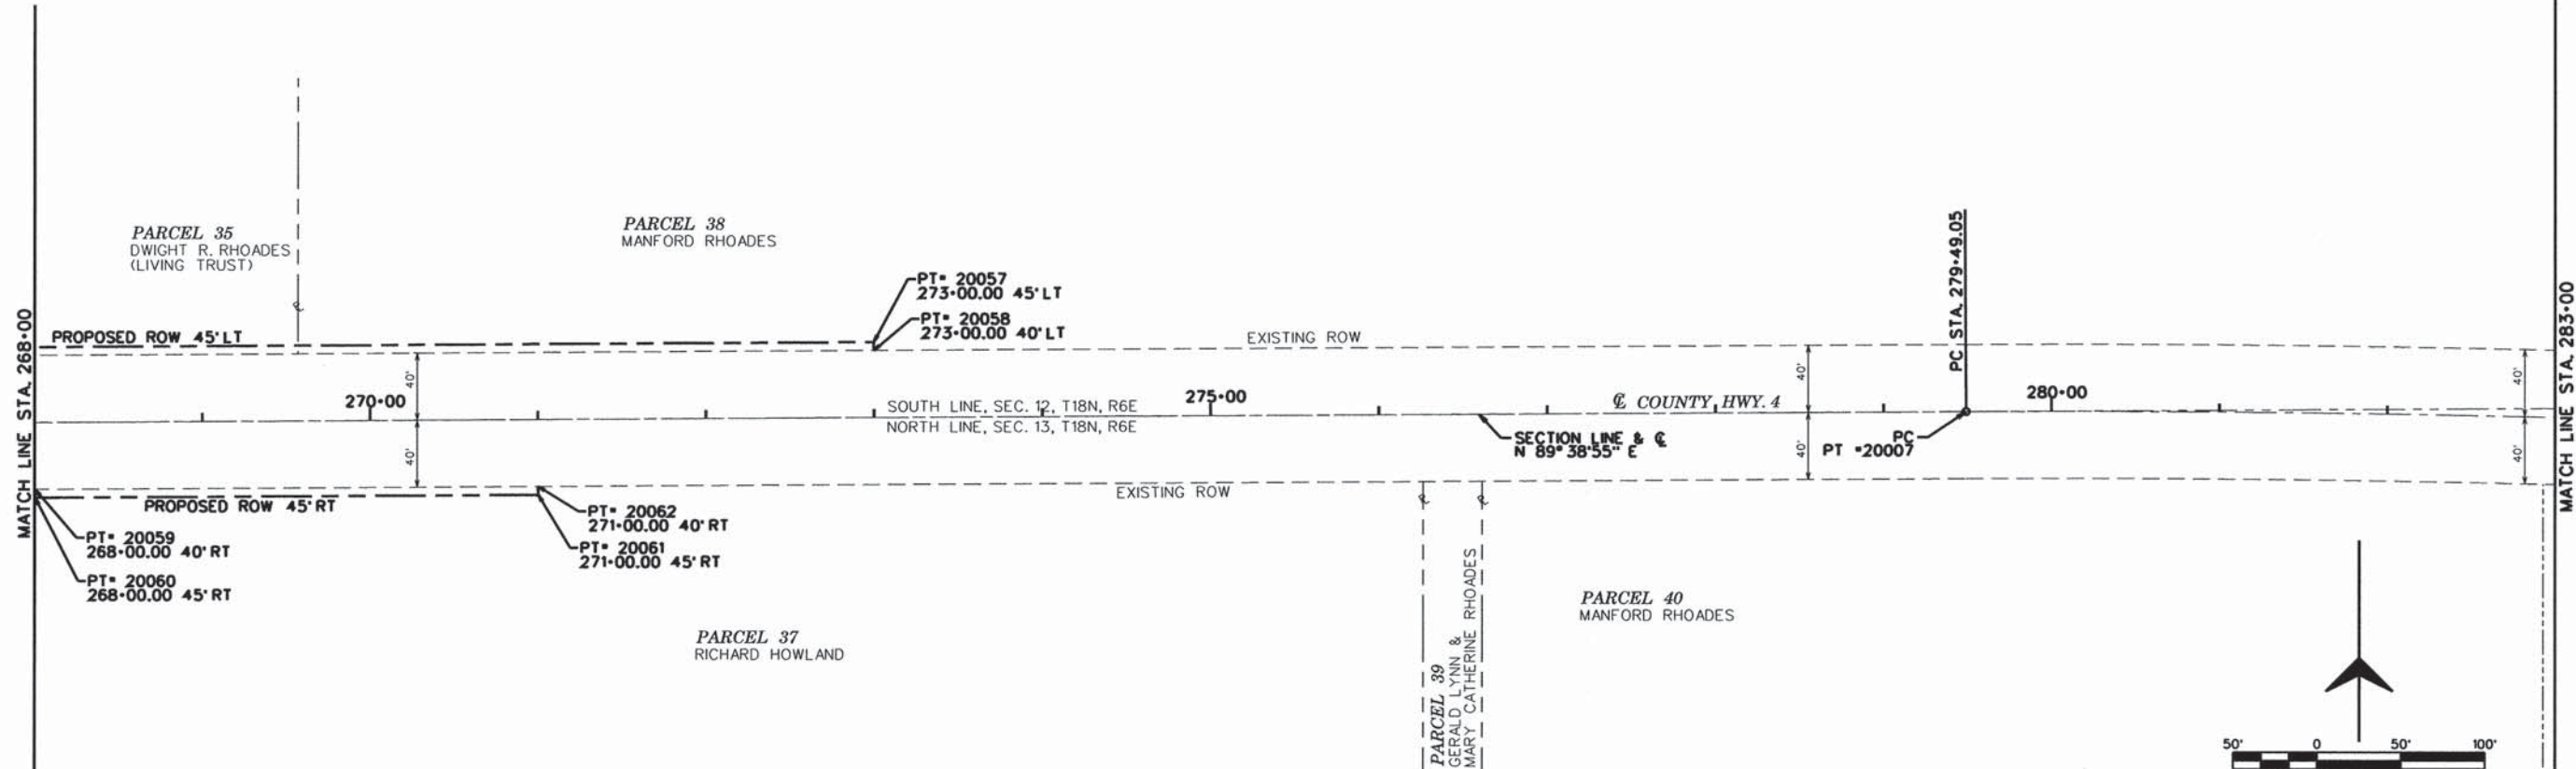 MATCH LINE STA. 268+00
PARCEL 35
DWIGHT R. RHOADES
(LIVING TRUST)
PARCEL 38
MANFORD RHOADES
PROPOSED ROW 45' LT
PT# 20057
273+00.00 45' LT
PT# 20058
273+00.00 40' LT
EXISTING ROW
PC STA. 279+49.05
MATCH LINE STA. 283+00
40'
270+00
SOUTH LINE, SEC. 12, T18N, R6E
275+00
40'
℄ COUNTY HWY. 4
280+00
40'
NORTH LINE, SEC. 13, T18N, R6E
SECTION LINE & ℄
N 89° 38'55" E
PC
PT #20007
40'
40'
40'
PROPOSED ROW 45' RT
EXISTING ROW
PT# 20062
271+00.00 40' RT
PT# 20061
271+00.00 45' RT
PT# 20059
268+00.00 40' RT
PT# 20060
268+00.00 45' RT
PARCEL 37
RICHARD HOWLAND
PARCEL 39
GERALD LYNN &
MARY CATHERINE RHOADES
PARCEL 40
MANFORD RHOADES
50' 0 50' 100'